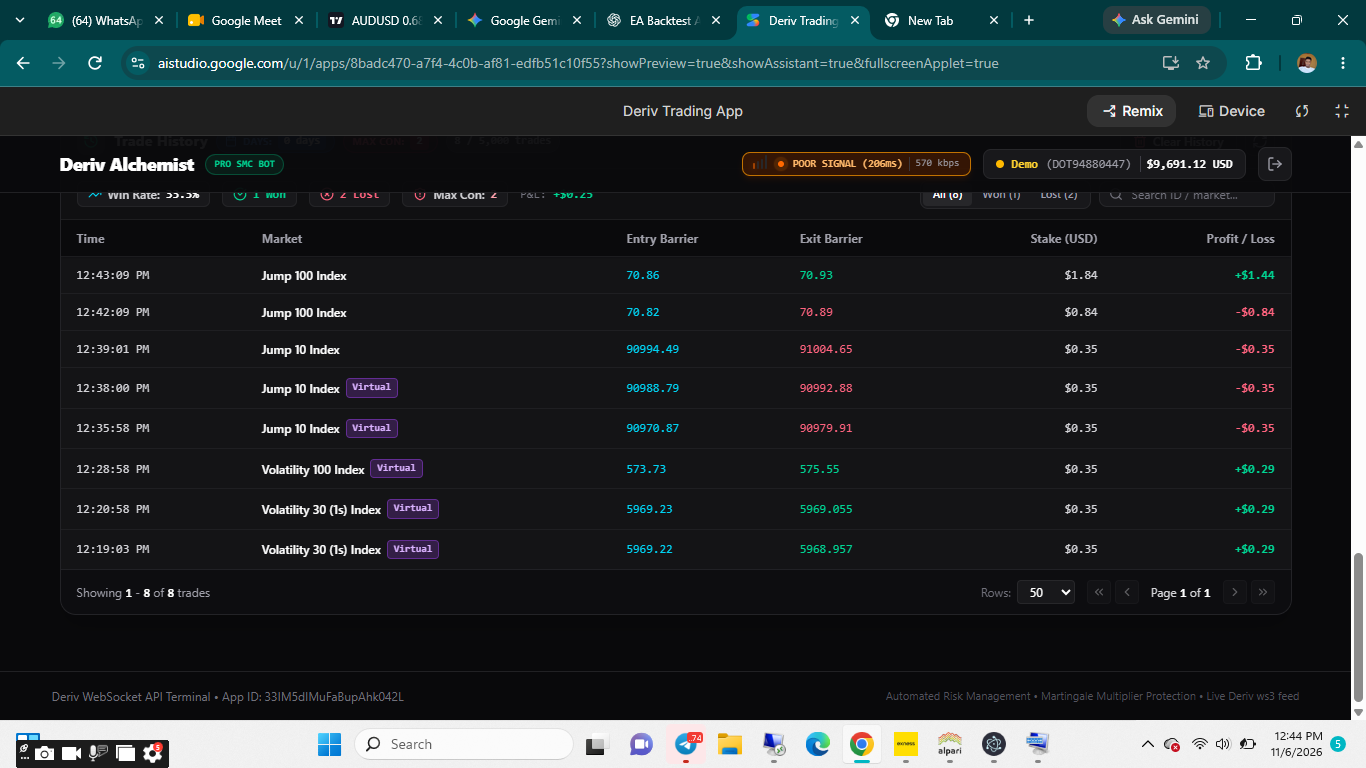 64 (64) WhatsAp
Google Meet
AUDUSD 0.68
Google Gemi
EA Backtest A
Deriv Trading
New Tab
Ask Gemini
aistudio.google.com/u/1/apps/8badc470-a7f4-4c0b-af81-edfb51c10f55?showPreview=true&showAssistant=true&fullscreenApplet=true
Deriv Trading App
Remix
Device
Trade History
Clear History
Deriv Alchemist PRO SMC BOT
POOR SIGNAL (206ms) 570 kbps
Demo (DOT94880447) $9,691.12 USD
Win Rate: 33.3% 1 Won 2 Lost Max Con: 2 P&L: +$0.25 All (8) Won (1) Lost (2) Search ID / market...
Time Market Entry Barrier Exit Barrier Stake (USD) Profit / Loss
12:43:09 PM Jump 100 Index 70.86 70.93 $1.84 +$1.44
12:42:09 PM Jump 100 Index 70.82 70.89 $0.84 -$0.84
12:39:01 PM Jump 10 Index 90994.49 91004.65 $0.35 -$0.35
12:38:00 PM Jump 10 Index Virtual 90988.79 90992.88 $0.35 -$0.35
12:35:58 PM Jump 10 Index Virtual 90970.87 90979.91 $0.35 -$0.35
12:28:58 PM Volatility 100 Index Virtual 573.73 575.55 $0.35 +$0.29
12:20:58 PM Volatility 30 (1s) Index Virtual 5969.23 5969.055 $0.35 +$0.29
12:19:03 PM Volatility 30 (1s) Index Virtual 5969.22 5968.957 $0.35 +$0.29
Showing 1 - 8 of 8 trades Rows: 50 Page 1 of 1
Deriv WebSocket API Terminal • App ID: 33IM5dIMuFaBupAhk042L
Automated Risk Management • Martingale Multiplier Protection • Live Deriv ws3 feed
5
Search
74
exness
alpari
12:44 PM
11/6/2026
5